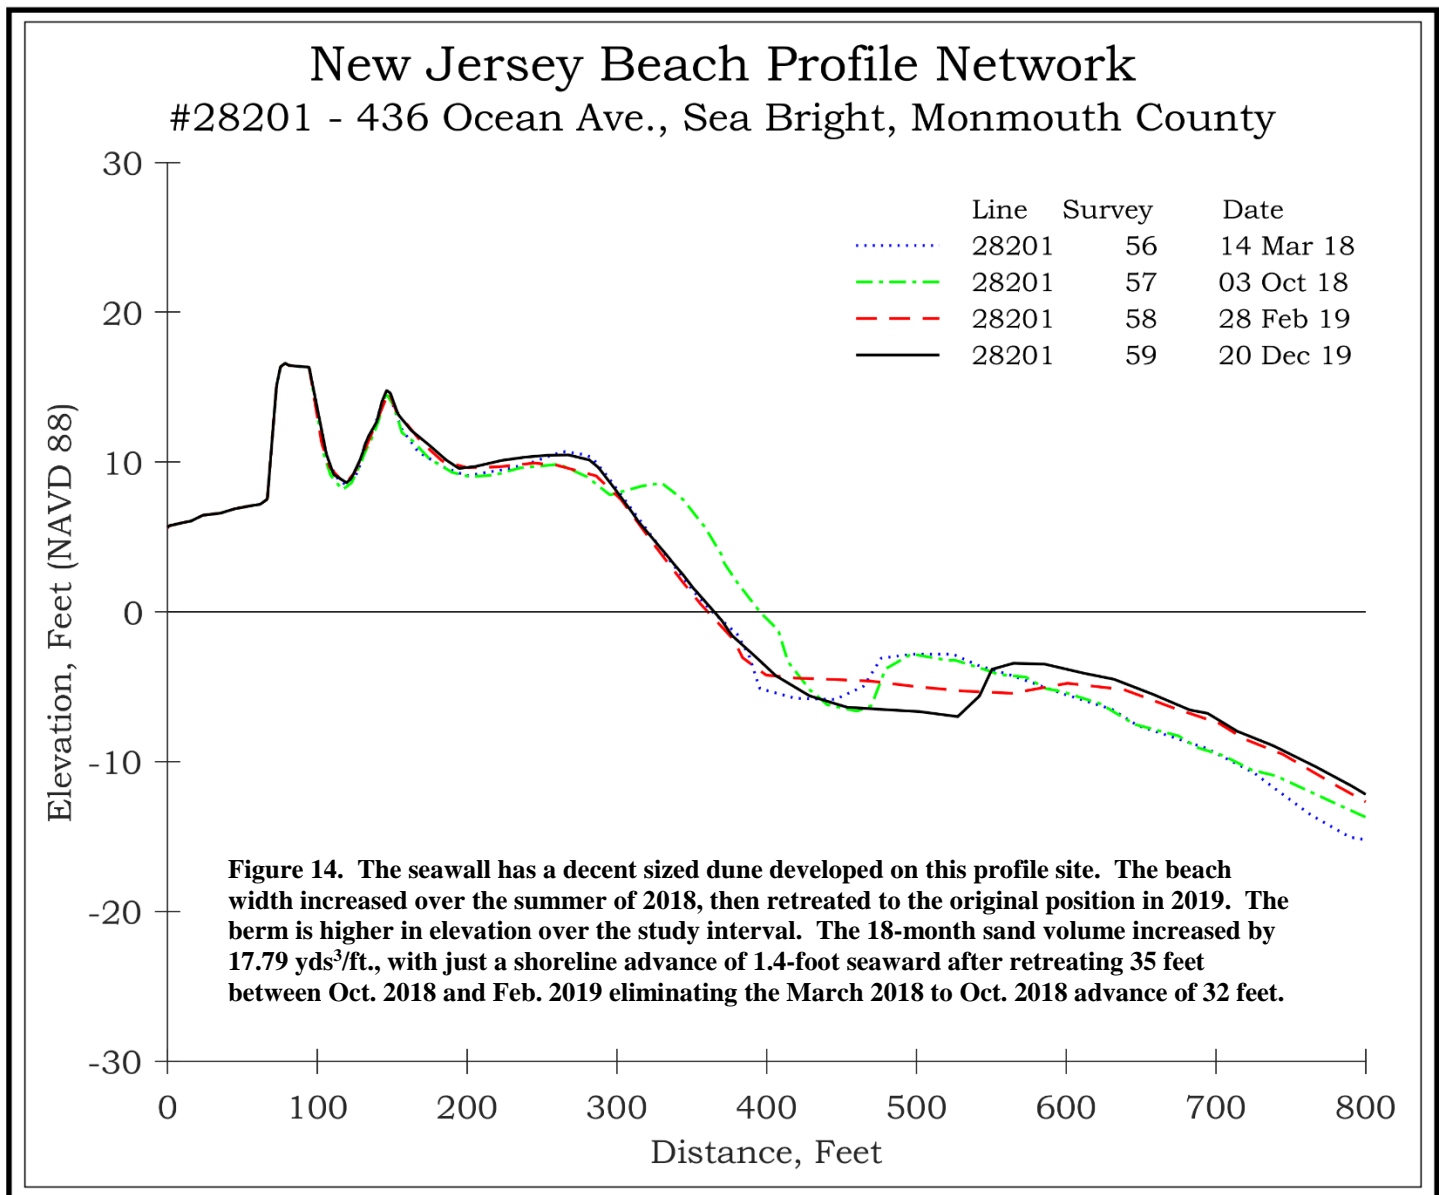 New Jersey Beach Profile Network
#28201 - 436 Ocean Ave., Sea Bright, Monmouth County
Line Survey Date
28201 56 14 Mar 18
28201 57 03 Oct 18
28201 58 28 Feb 19
28201 59 20 Dec 19
Elevation, Feet (NAVD 88)
30
20
10
0
-10
-20
-30
Figure 14. The seawall has a decent sized dune developed on this profile site. The beach
width increased over the summer of 2018, then retreated to the original position in 2019. The
berm is higher in elevation over the study interval. The 18-month sand volume increased by
17.79 yds³/ft., with just a shoreline advance of 1.4-foot seaward after retreating 35 feet
between Oct. 2018 and Feb. 2019 eliminating the March 2018 to Oct. 2018 advance of 32 feet.
0 100 200 300 400 500 600 700 800
Distance, Feet